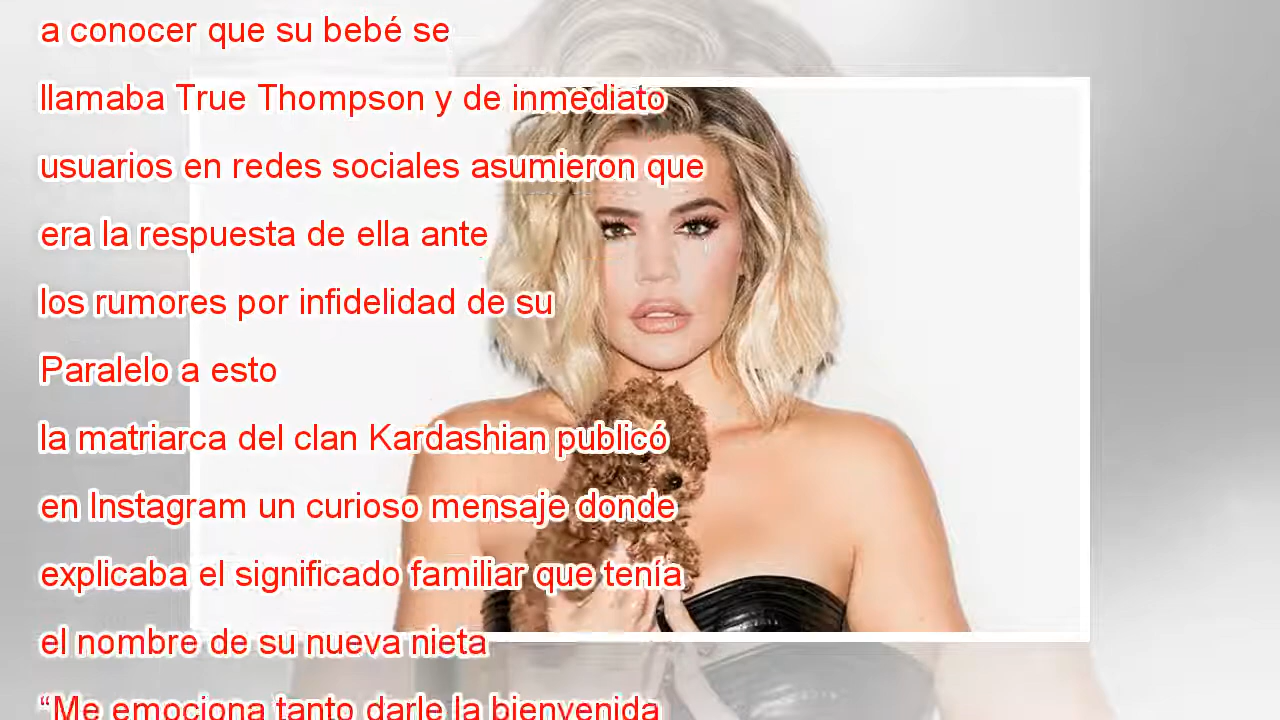 a conocer que su bebé se
llamaba True Thompson y de inmediato
usuarios en redes sociales asumieron que
era la respuesta de ella ante
los rumores por infidelidad de su
Paralelo a esto
la matriarca del clan Kardashian publicó
en Instagram un curioso mensaje donde
explicaba el significado familiar que tenía
el nombre de su nueva nieta
“Me emociona tanto darle la bienvenida